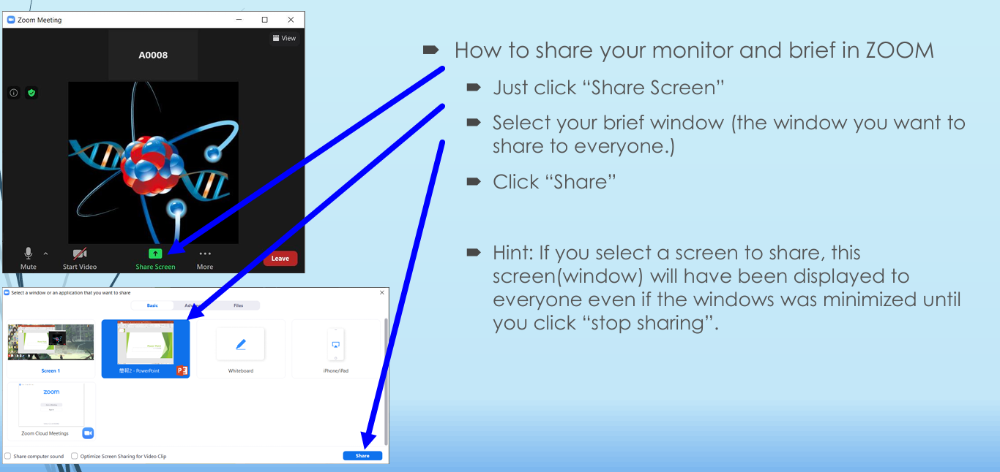 Zoom Meeting
View
A0008
Mute
Start Video
Share Screen
More
Leave
Select a window or an application that you want to share
Basic
Files
Screen 1
簡報2 - PowerPoint
Whiteboard
iPhone/iPad
zoom
Zoom Cloud Meetings
Share computer sound
Optimize Screen Sharing for Video Clip
Share
How to share your monitor and brief in ZOOM
Just click “Share Screen”
Select your brief window (the window you want to
share to everyone.)
Click “Share”
Hint: If you select a screen to share, this
screen(window) will have been displayed to
everyone even if the windows was minimized until
you click “stop sharing”.